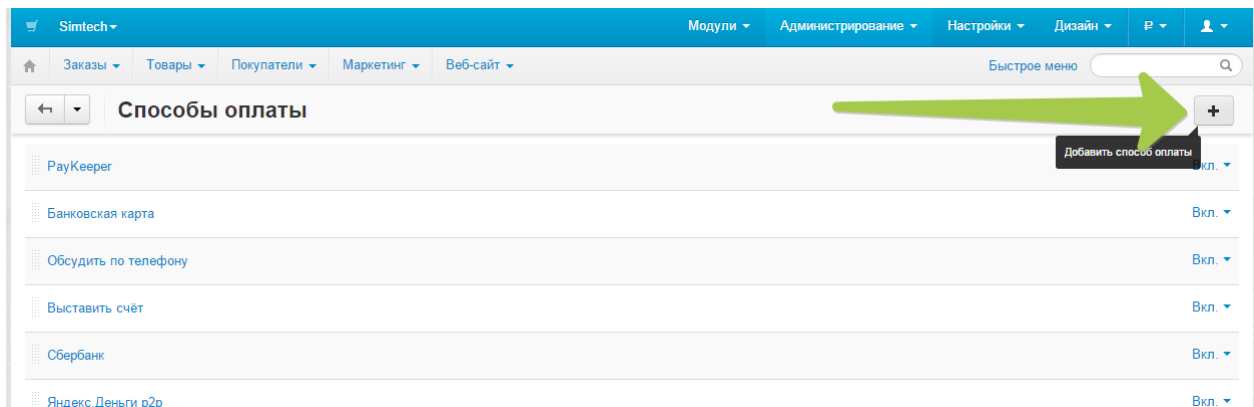 Simtech Модули Администрирование Настройки Дизайн ₽
Заказы Товары Покупатели Маркетинг Веб-сайт Быстрое меню
Способы оплаты +
Добавить способ оплаты
PayKeeper Вкл.
Банковская карта Вкл.
Обсудить по телефону Вкл.
Выставить счёт Вкл.
Сбербанк Вкл.
Яндекс.Деньги p2p Вкл.